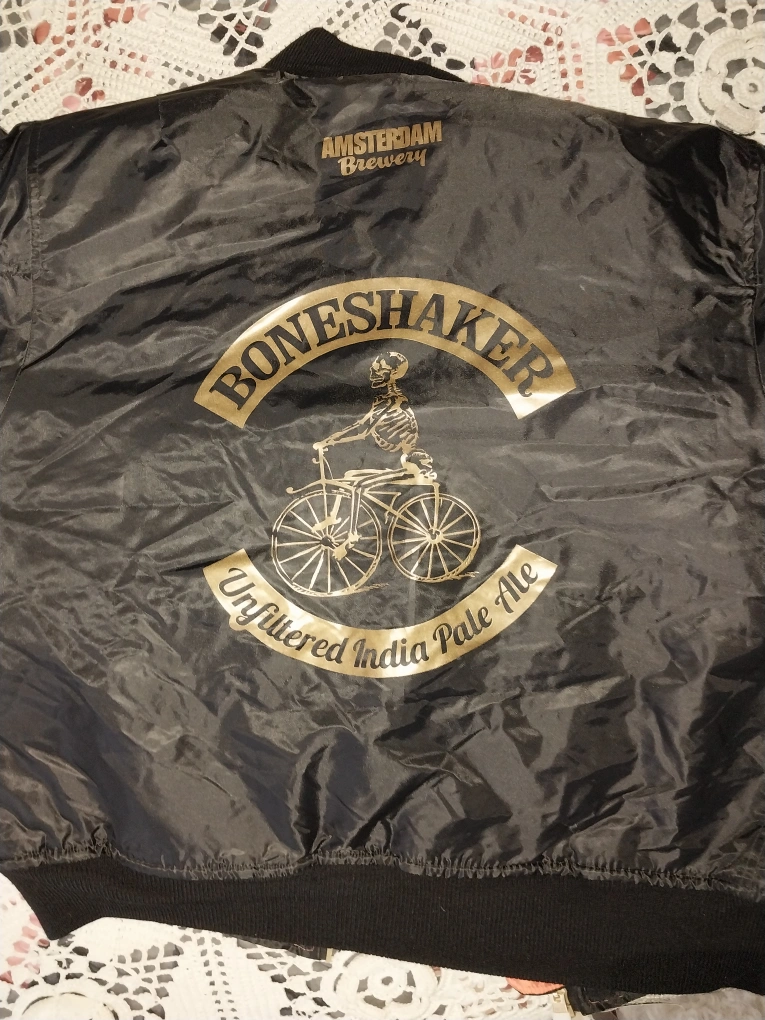 AMSTERDAM
Brewery
BONESHAKER
Unfiltered India Pale Ale